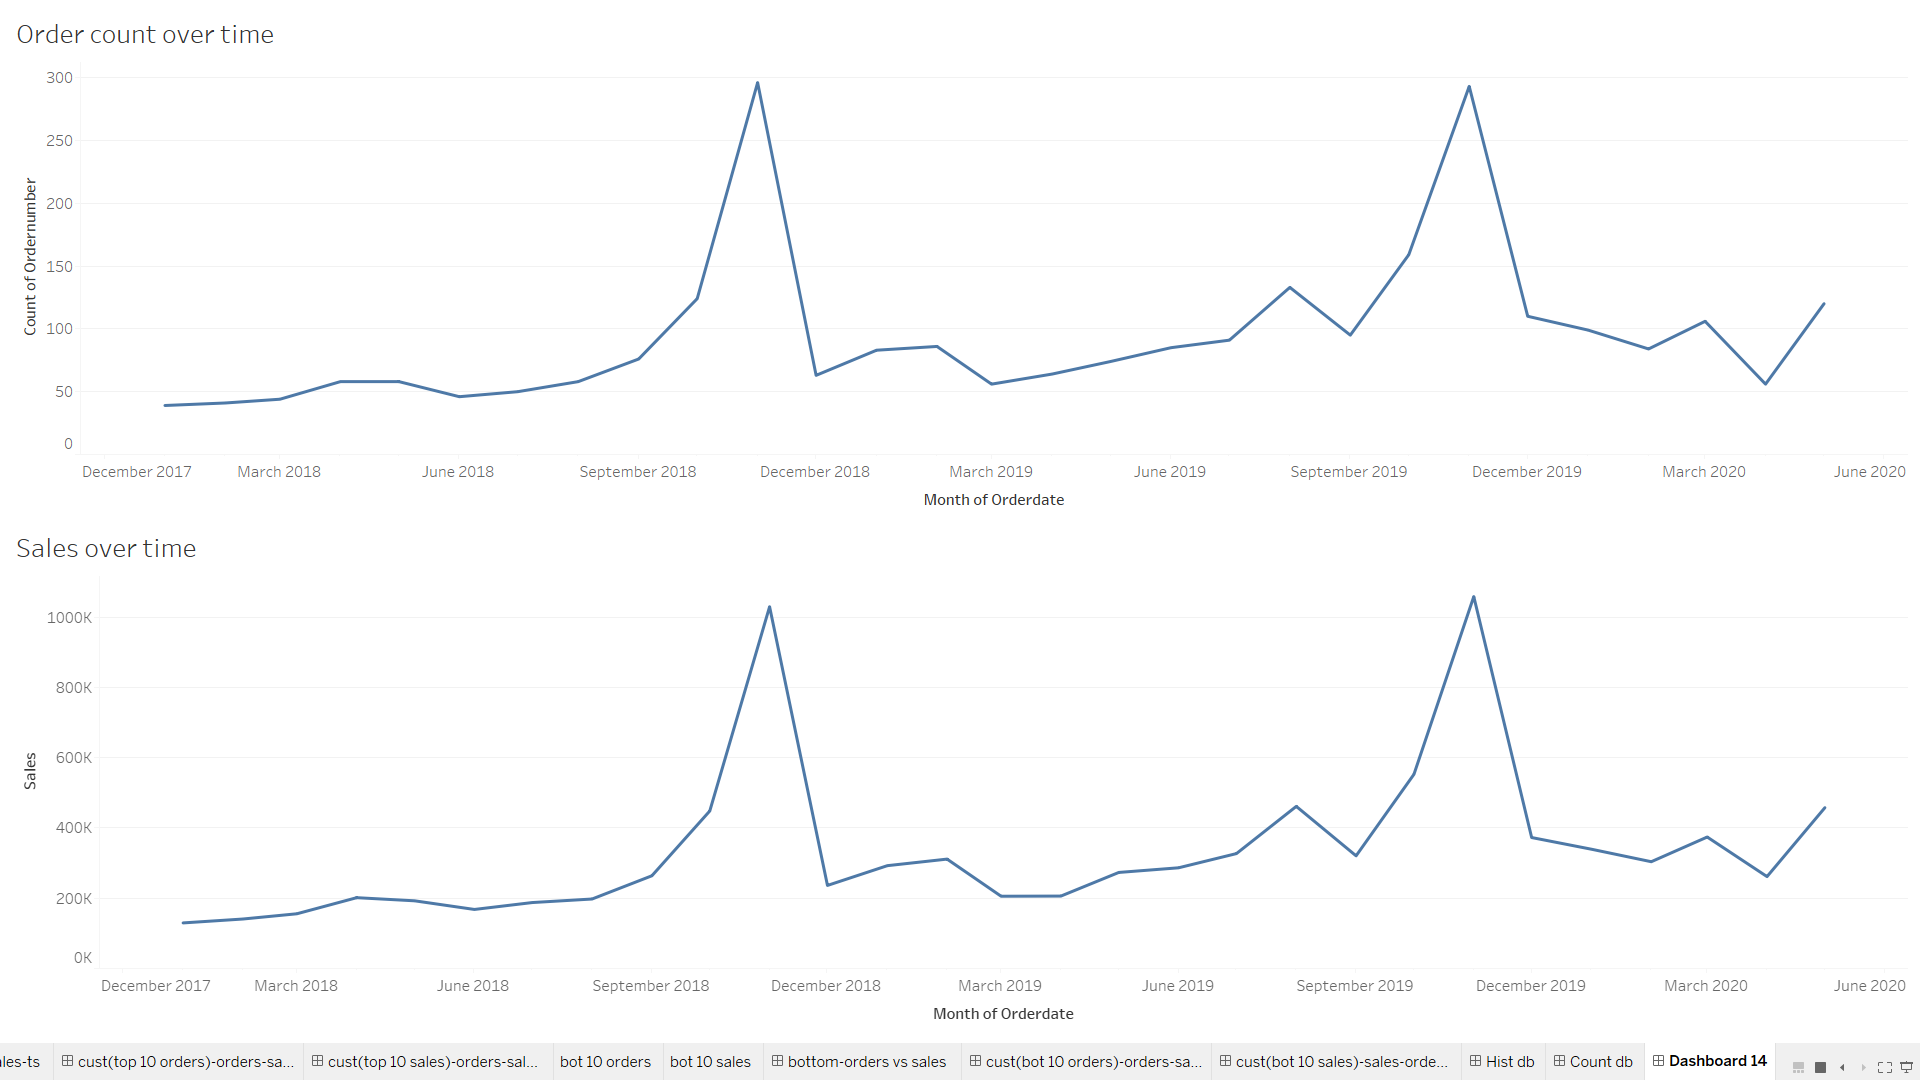 Order count over time
300
250
200
150
100
50
0
Count of Ordernumber
December 2017 March 2018 June 2018 September 2018 December 2018 March 2019 June 2019 September 2019 December 2019 March 2020 June 2020
Month of Orderdate
Sales over time
1000K
800K
600K
400K
200K
0K
Sales
December 2017 March 2018 June 2018 September 2018 December 2018 March 2019 June 2019 September 2019 December 2019 March 2020 June 2020
Month of Orderdate
les-ts cust(top 10 orders)-orders-sa... cust(top 10 sales)-orders-sal... bot 10 orders bot 10 sales bottom-orders vs sales cust(bot 10 orders)-orders-sa... cust(bot 10 sales)-sales-orde... Hist db Count db Dashboard 14